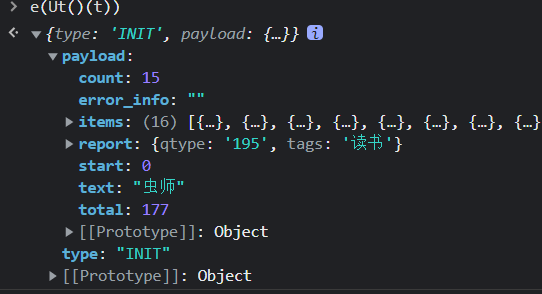 > e(Ut()(t))
{type: 'INIT', payload: {…}} i
payload:
count: 15
error_info: ""
items: (16) [{…}, {…}, {…}, {…}, {…}, {…}, {…}, {…}
report: {qtype: '195', tags: '读书'}
start: 0
text: "虫师"
total: 177
[[Prototype]]: Object
type: "INIT"
[[Prototype]]: Object